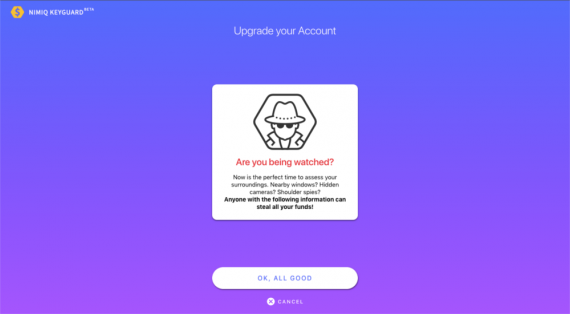 NIMIQ KEYGUARD BETA
Upgrade your Account
Are you being watched?
Now is the perfect time to assess your
surroundings. Nearby windows? Hidden
cameras? Shoulder spies?
Anyone with the following information can
steal all your funds!
OK, ALL GOOD
CANCEL